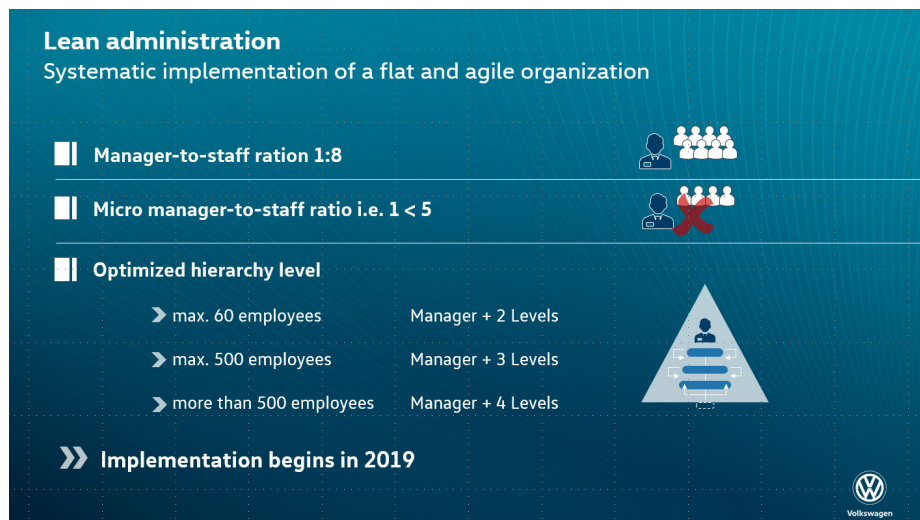 Lean administration
Systematic implementation of a flat and agile organization
Manager-to-staff ration 1:8
Micro manager-to-staff ratio i.e. 1 < 5
Optimized hierarchy level
max. 60 employees Manager + 2 Levels
max. 500 employees Manager + 3 Levels
more than 500 employees Manager + 4 Levels
Implementation begins in 2019
Volkswagen